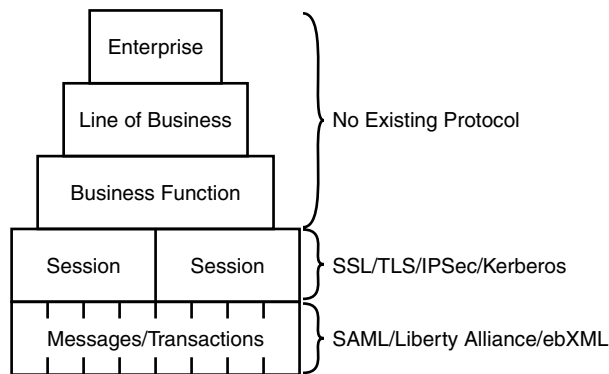 Enterprise
Line of Business
No Existing Protocol
Business Function
Session
Session
SSL/TLS/IPSec/Kerberos
Messages/Transactions
SAML/Liberty Alliance/ebXML